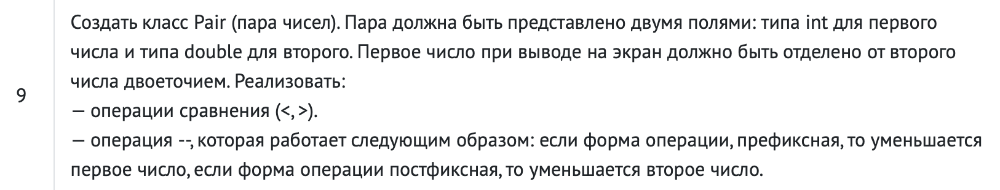 Создать класс Pair (пара чисел). Пара должна быть представлено двумя полями: типа int для первого
числа и типа double для второго. Первое число при выводе на экран должно быть отделено от второго
числа двоеточием. Реализовать:
9
— операции сравнения (<, >).
— операция --, которая работает следующим образом: если форма операции, префиксная, то уменьшается
первое число, если форма операции постфиксная, то уменьшается второе число.